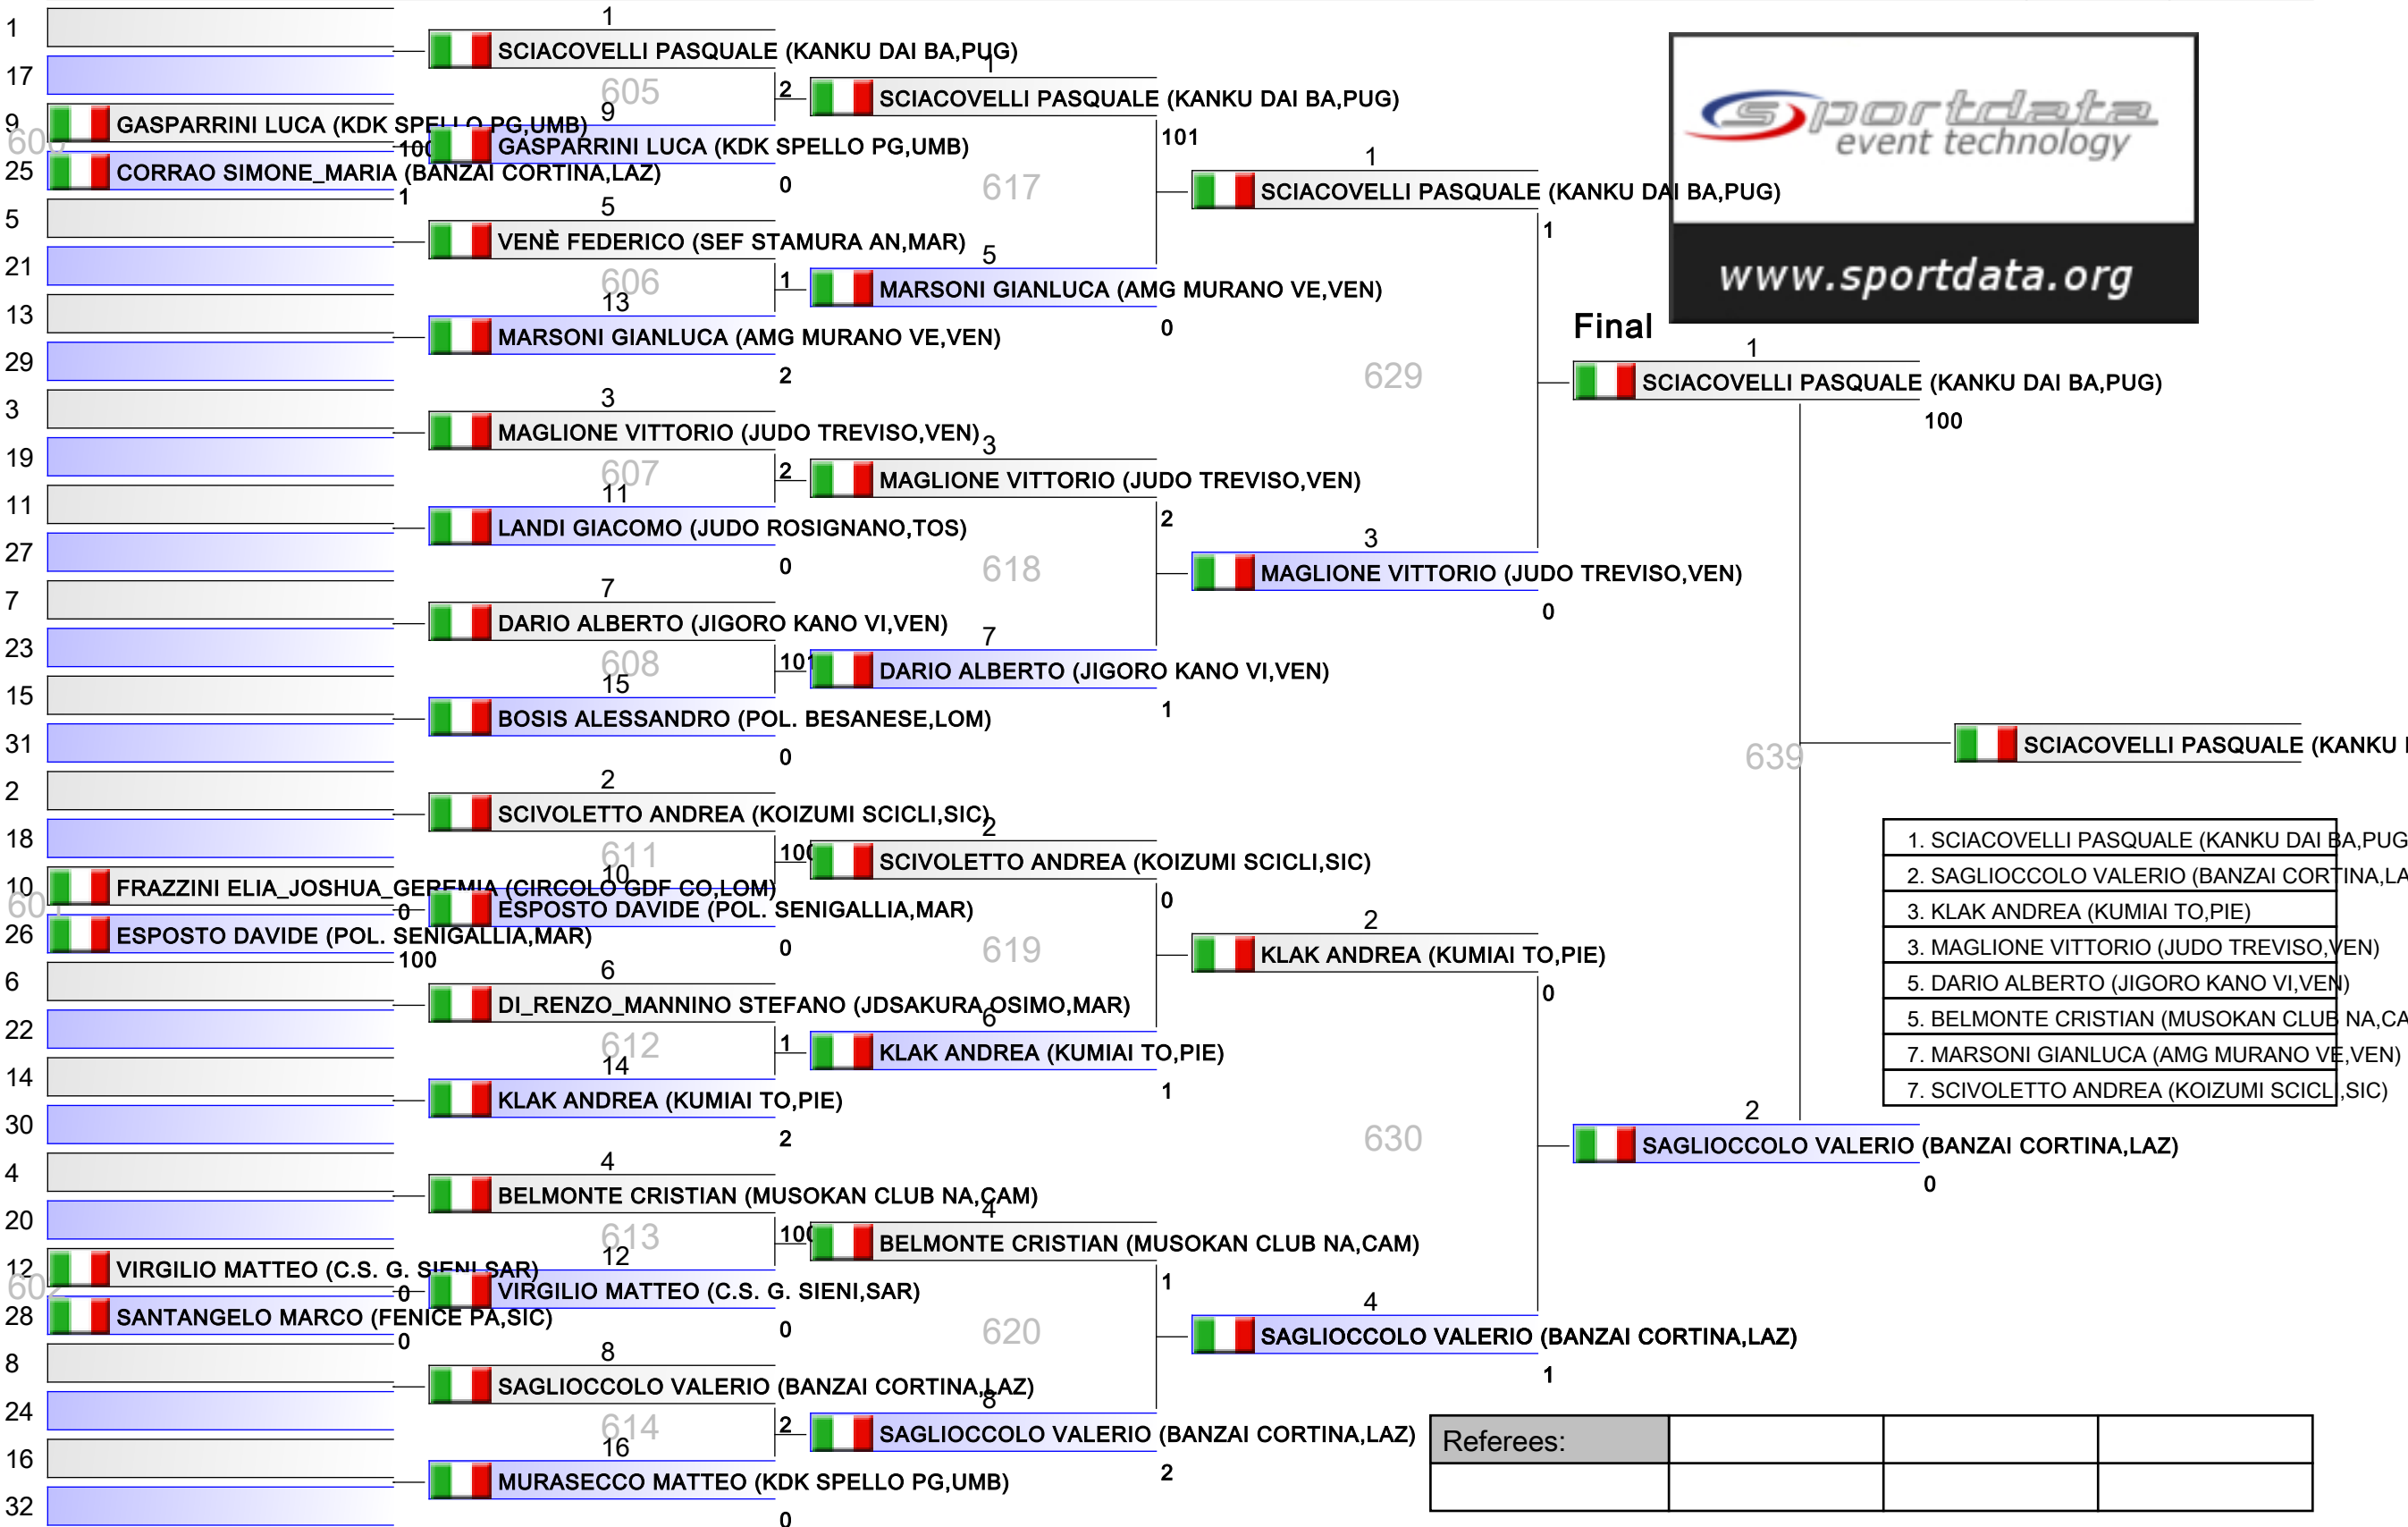 1
17
9
25
5
21
13
29
3
19
11
27
7
23
15
31
2
18
10
26
6
22
14
30
4
20
12
28
8
24
16
32
GASPARRINI LUCA (KDK SPELLO PG,UMB)
100
CORRAO SIMONE_MARIA (BANZAI CORTINA,LAZ)
1
FRAZZINI ELIA_JOSHUA_GEREMIA (CIRCOLO GDF CO,LOM)
0
ESPOSTO DAVIDE (POL. SENIGALLIA,MAR)
100
602
VIRGILIO MATTEO (C.S. G. SIENI,SAR)
0
SANTANGELO MARCO (FENICE PA,SIC)
0
1
SCIACOVELLI PASQUALE (KANKU DAI BA,PUG)
2
605
9
GASPARRINI LUCA (KDK SPELLO PG,UMB)
0
5
VENÈ FEDERICO (SEF STAMURA AN,MAR)
1
606
13
MARSONI GIANLUCA (AMG MURANO VE,VEN)
2
3
MAGLIONE VITTORIO (JUDO TREVISO,VEN)
2
607
11
LANDI GIACOMO (JUDO ROSIGNANO,TOS)
0
7
DARIO ALBERTO (JIGORO KANO VI,VEN)
101
608
15
BOSIS ALESSANDRO (POL. BESANESE,LOM)
0
2
SCIVOLETTO ANDREA (KOIZUMI SCICLI,SIC)
100
611
10
ESPOSTO DAVIDE (POL. SENIGALLIA,MAR)
0
6
DI_RENZO_MANNINO STEFANO (JDSAKURA OSIMO,MAR)
1
612
14
KLAK ANDREA (KUMIAI TO,PIE)
2
4
BELMONTE CRISTIAN (MUSOKAN CLUB NA,CAM)
100
613
12
VIRGILIO MATTEO (C.S. G. SIENI,SAR)
0
8
SAGLIOCCOLO VALERIO (BANZAI CORTINA,LAZ)
2
614
16
MURASECCO MATTEO (KDK SPELLO PG,UMB)
0
1
SCIACOVELLI PASQUALE (KANKU DAI BA,PUG)
101
617
5
MARSONI GIANLUCA (AMG MURANO VE,VEN)
0
3
MAGLIONE VITTORIO (JUDO TREVISO,VEN)
2
618
7
DARIO ALBERTO (JIGORO KANO VI,VEN)
1
2
SCIVOLETTO ANDREA (KOIZUMI SCICLI,SIC)
0
619
6
KLAK ANDREA (KUMIAI TO,PIE)
1
4
BELMONTE CRISTIAN (MUSOKAN CLUB NA,CAM)
1
620
8
SAGLIOCCOLO VALERIO (BANZAI CORTINA,LAZ)
2
1
SCIACOVELLI PASQUALE (KANKU DAI BA,PUG)
1
629
3
MAGLIONE VITTORIO (JUDO TREVISO,VEN)
0
2
KLAK ANDREA (KUMIAI TO,PIE)
0
630
4
SAGLIOCCOLO VALERIO (BANZAI CORTINA,LAZ)
1
sportdata
event technology
www.sportdata.org
Final
1
SCIACOVELLI PASQUALE (KANKU DAI BA,PUG)
100
639
2
SAGLIOCCOLO VALERIO (BANZAI CORTINA,LAZ)
0
SCIACOVELLI PASQUALE (KANKU
1. SCIACOVELLI PASQUALE (KANKU DAI BA,PUG
2. SAGLIOCCOLO VALERIO (BANZAI CORTINA,LA
3. KLAK ANDREA (KUMIAI TO,PIE)
3. MAGLIONE VITTORIO (JUDO TREVISO,VEN)
5. DARIO ALBERTO (JIGORO KANO VI,VEN)
5. BELMONTE CRISTIAN (MUSOKAN CLUB NA,CA
7. MARSONI GIANLUCA (AMG MURANO VE,VEN)
7. SCIVOLETTO ANDREA (KOIZUMI SCICLI,SIC)
Referees: